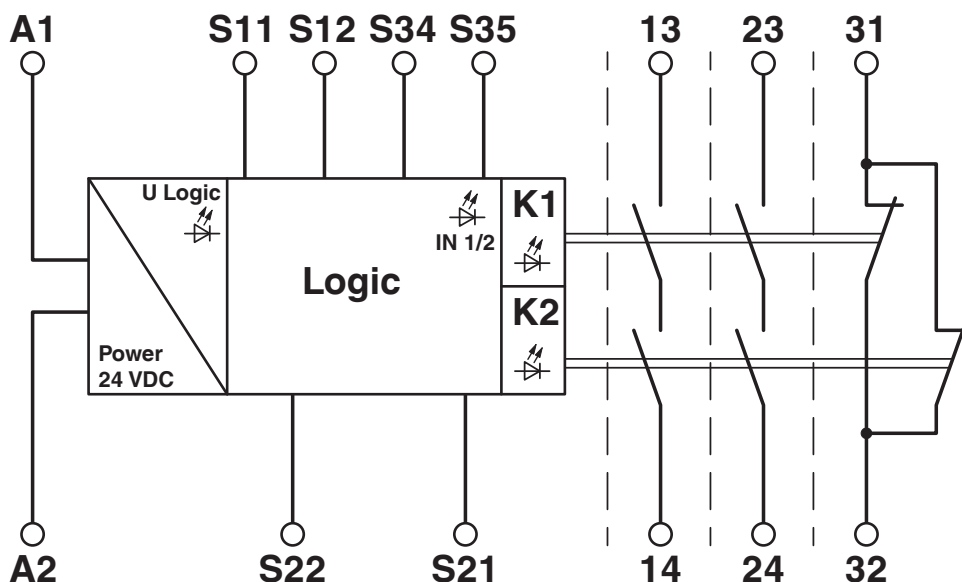 A1 S11 S12 S34 S35 13 23 31
U Logic
K1
IN 1/2
Logic
K2
Power
24 VDC
A2 S22 S21 14 24 32